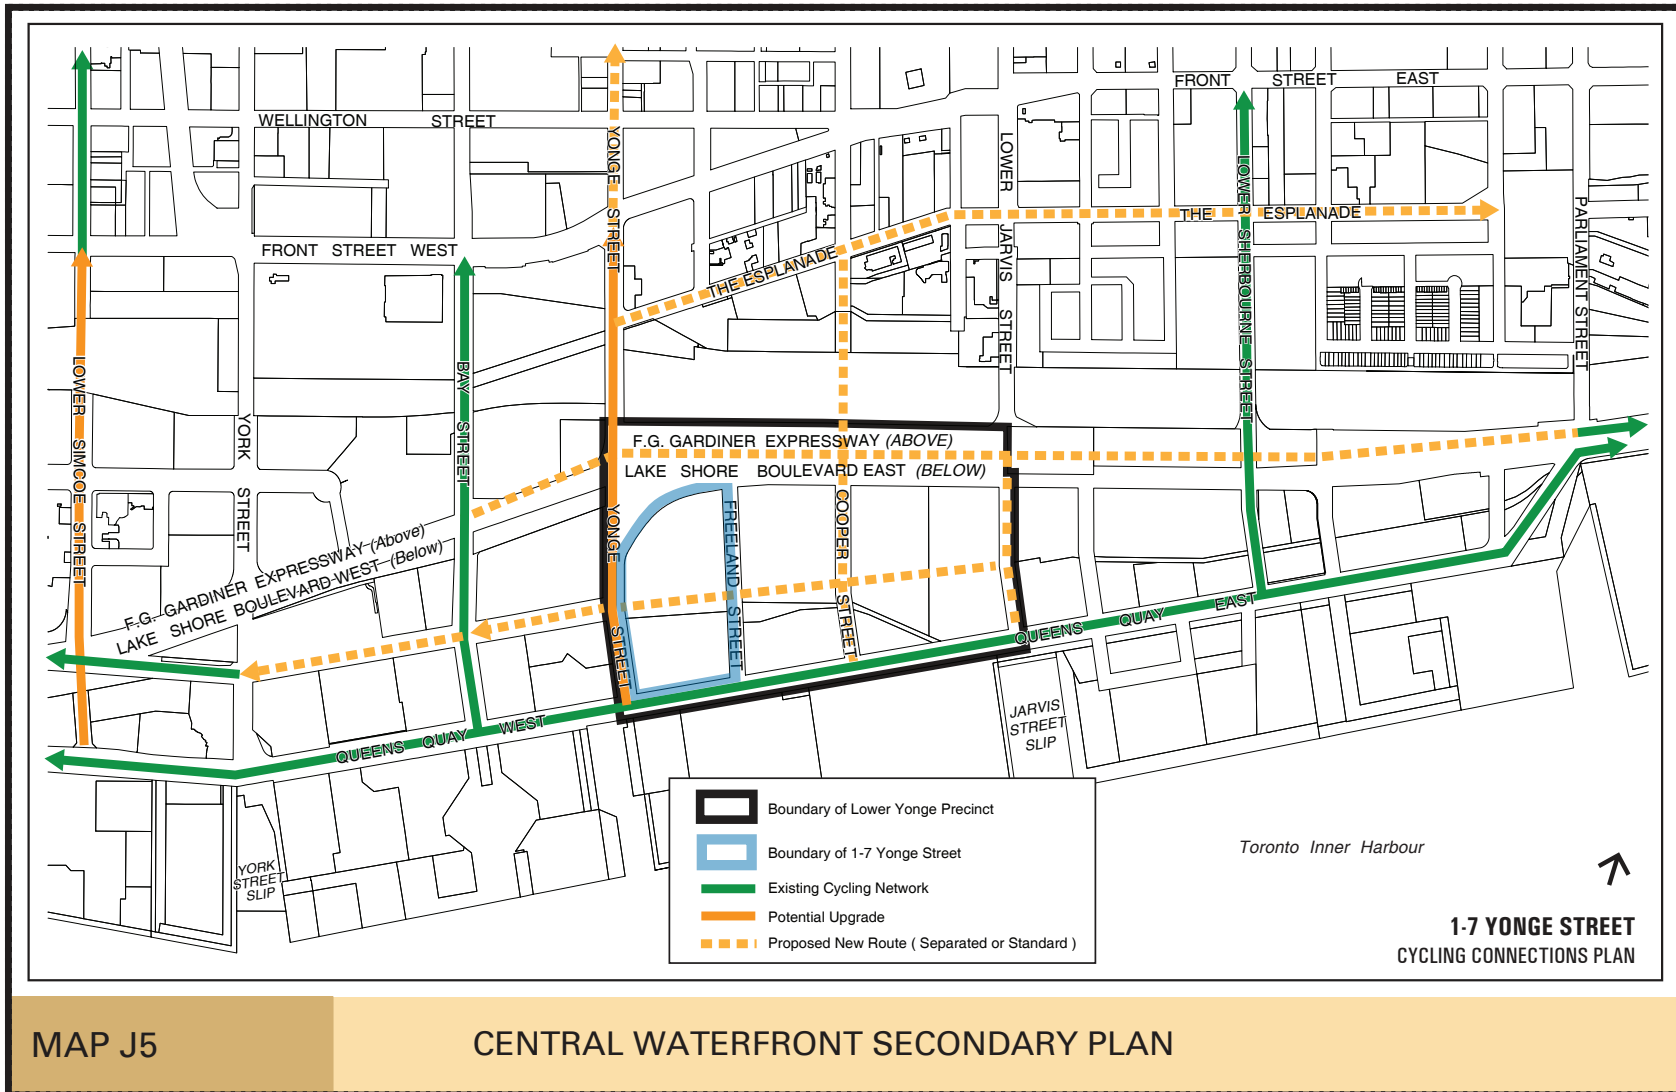 FRONT STREET EAST
WELLINGTON STREET
YONGE STREET
LOWER JARVIS STREET
LOWER SHERBOURNE STREET
THE ESPLANADE
PARLIAMENT STREET
FRONT STREET WEST
THE ESPLANADE
LOWER SIMCOE STREET
YORK STREET
BAY STREET
F.G. GARDINER EXPRESSWAY (ABOVE)
LAKE SHORE BOULEVARD EAST (BELOW)
YONGE STREET
FREELAND STREET
COOPER STREET
F.G. GARDINER EXPRESSWAY (Above)
LAKE SHORE BOULEVARD WEST (Below)
QUEENS QUAY EAST
QUEENS QUAY WEST
JARVIS
STREET
SLIP
YORK
STREET
SLIP
Boundary of Lower Yonge Precinct
Boundary of 1-7 Yonge Street
Existing Cycling Network
Potential Upgrade
Proposed New Route ( Separated or Standard )
Toronto Inner Harbour
1-7 YONGE STREET
CYCLING CONNECTIONS PLAN
MAP J5
CENTRAL WATERFRONT SECONDARY PLAN